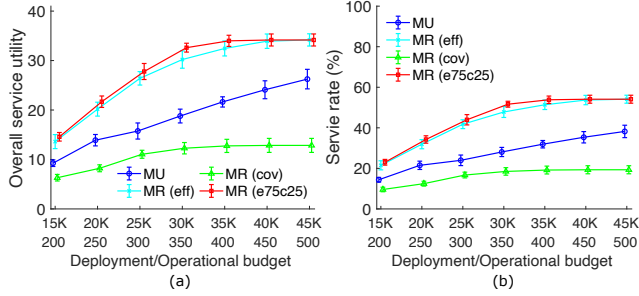 Overall service utility
40
30
20
10
0
MU
MR (eff)
MR (cov)
MR (e75c25)
15K 20K 25K 30K 35K 40K 45K
200 250 300 350 400 450 500
Deployment/Operational budget
(a)
Servie rate (%)
100
80
60
40
20
0
MU
MR (eff)
MR (cov)
MR (e75c25)
15K 20K 25K 30K 35K 40K 45K
200 250 300 350 400 450 500
Deployment/Operational budget
(b)